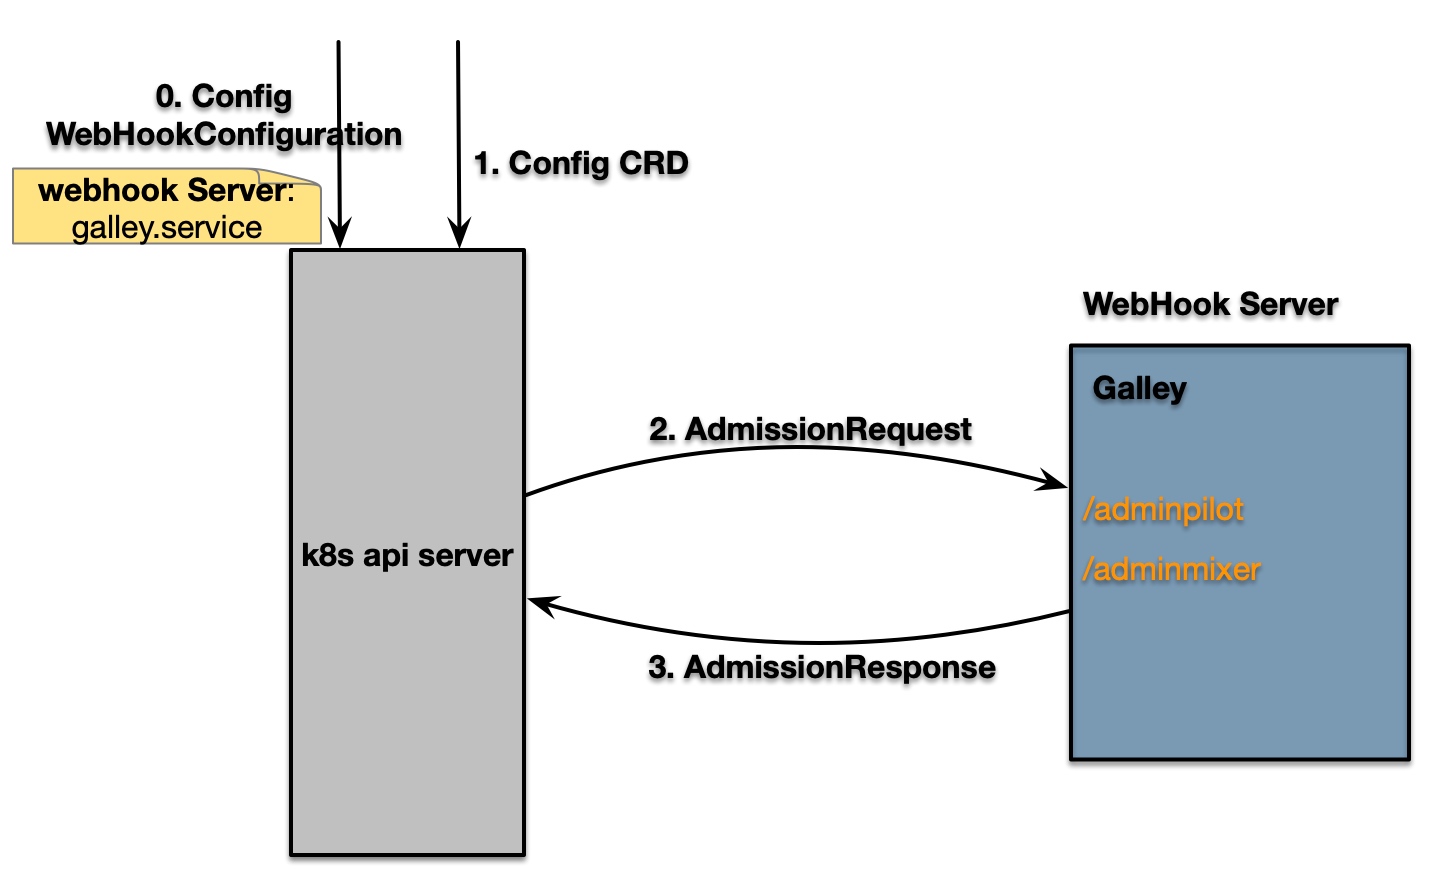 0. Config
WebHookConfiguration
1. Config CRD
webhook Server:
galley.service
WebHook Server
Galley
2. AdmissionRequest
/adminpilot
k8s api server
/adminmixer
3. AdmissionResponse